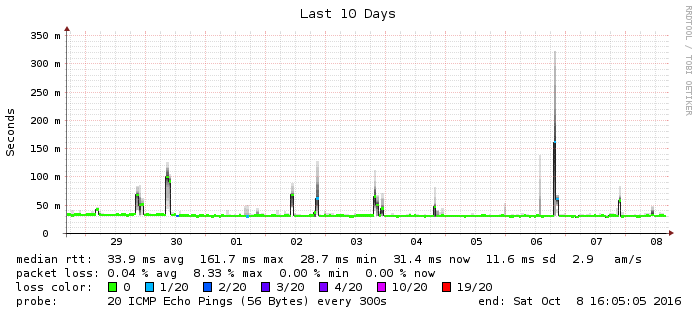 Last 10 Days
RRDTOOL / TOBI OETIKER
Seconds
350 m
300 m
250 m
200 m
150 m
100 m
50 m
0
29 30 01 02 03 04 05 06 07 08
median rtt: 33.9 ms avg 161.7 ms max 28.7 ms min 31.4 ms now 11.6 ms sd 2.9 am/s
packet loss: 0.04 % avg 8.33 % max 0.00 % min 0.00 % now
loss color: 0 1/20 2/20 3/20 4/20 10/20 19/20
probe: 20 ICMP Echo Pings (56 Bytes) every 300s end: Sat Oct 8 16:05:05 2016